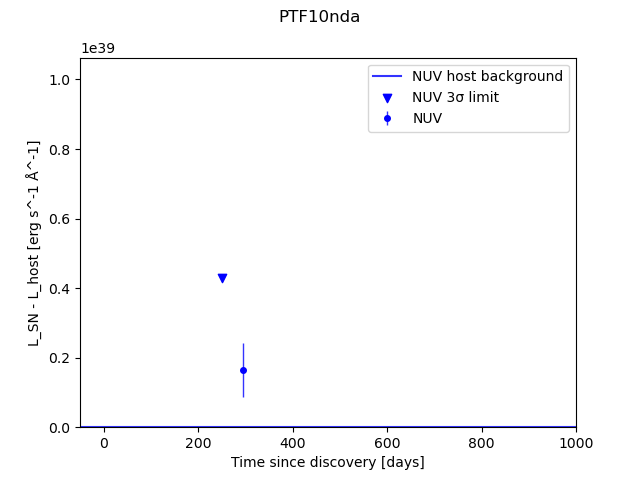 PTF10nda
1e39
NUV host background
NUV 3σ limit
NUV
1.0
0.8
0.6
0.4
0.2
0.0
L_SN - L_host [erg s^-1 Å^-1]
0 200 400 600 800 1000
Time since discovery [days]